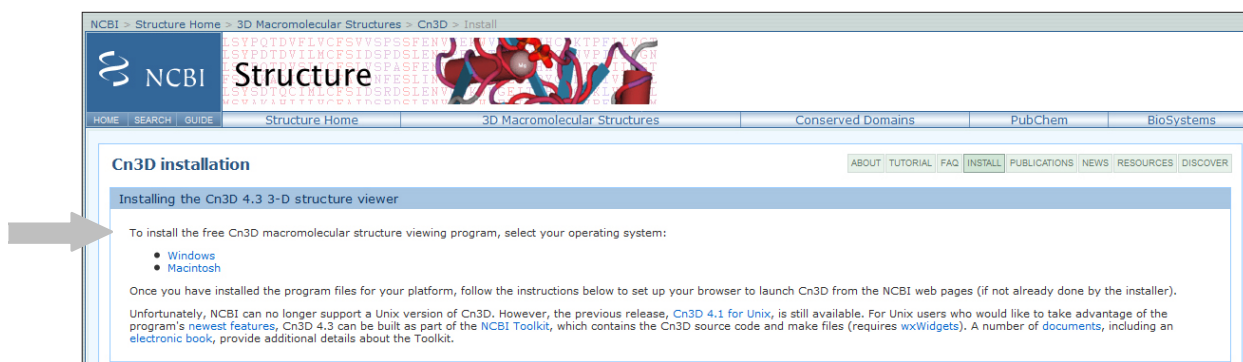 NCBI > Structure Home > 3D Macromolecular Structures > Cn3D > Install
NCBI
Structure
HOME SEARCH GUIDE Structure Home 3D Macromolecular Structures Conserved Domains PubChem BioSystems
Cn3D installation
ABOUT TUTORIAL FAQ INSTALL PUBLICATIONS NEWS RESOURCES DISCOVER
Installing the Cn3D 4.3 3-D structure viewer
To install the free Cn3D macromolecular structure viewing program, select your operating system:
• Windows
• Macintosh
Once you have installed the program files for your platform, follow the instructions below to set up your browser to launch Cn3D from the NCBI web pages (if not already done by the installer).
Unfortunately, NCBI can no longer support a Unix version of Cn3D. However, the previous release, Cn3D 4.1 for Unix, is still available. For Unix users who would like to take advantage of the
program's newest features, Cn3D 4.3 can be built as part of the NCBI Toolkit, which contains the Cn3D source code and make files (requires wxWidgets). A number of documents, including an
electronic book, provide additional details about the Toolkit.